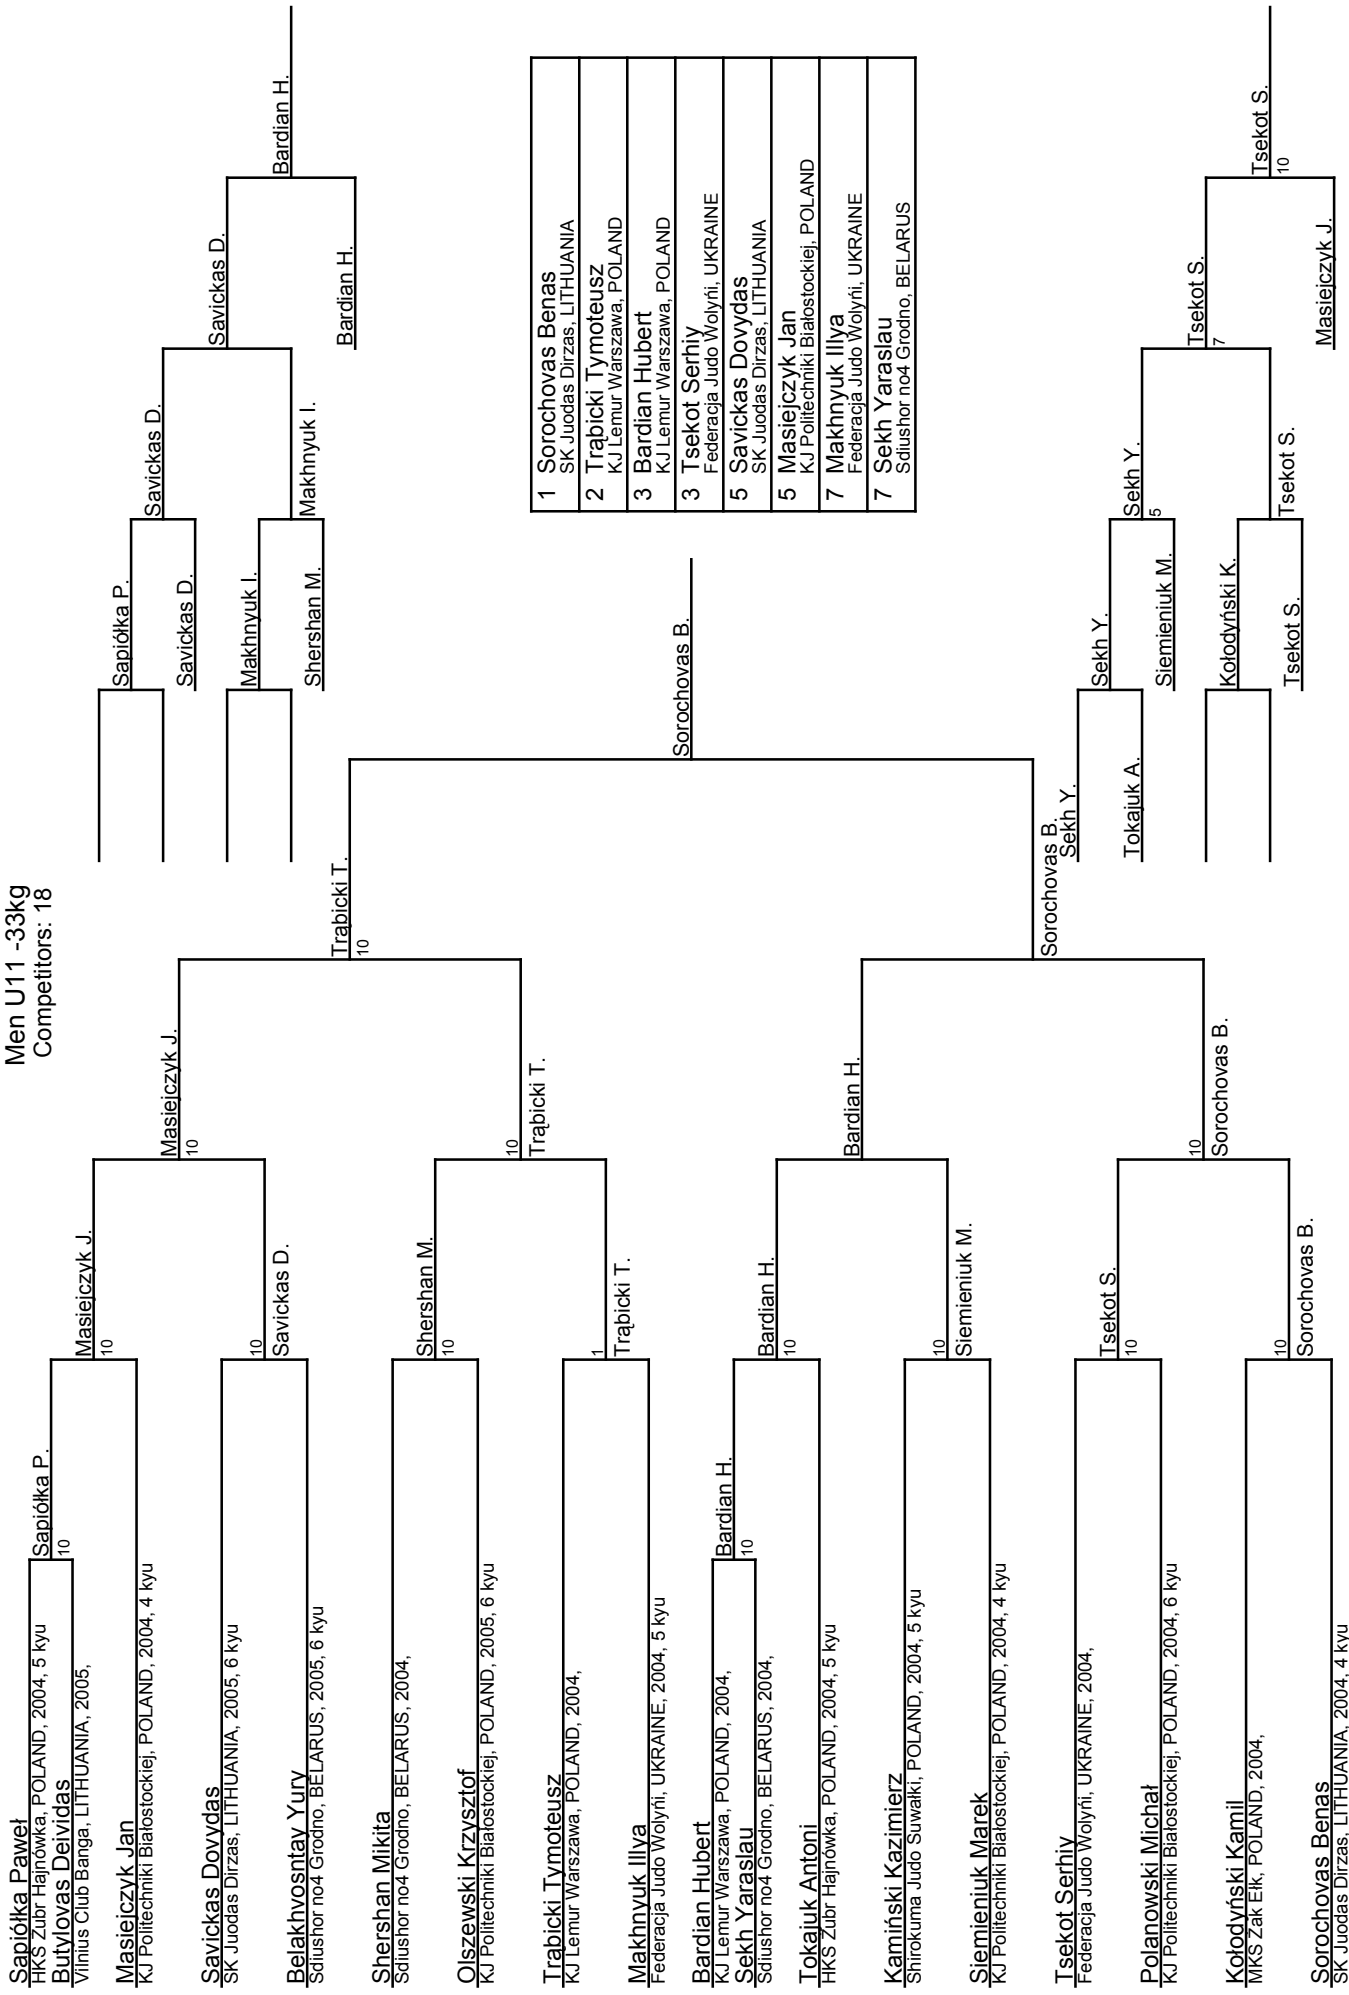 Men U11 -33kg
Competitors: 18
Sapiółka Paweł
HKS Żubr Hajnówka, POLAND, 2004, 5 kyu
Butylovas Deividas
Vilnius Club Banga, LITHUANIA, 2005,
Masiejczyk Jan
KJ Politechniki Białostockiej, POLAND, 2004, 4 kyu
Savickas Dovydas
SK Juodas Dirzas, LITHUANIA, 2005, 6 kyu
Belakhvosntay Yury
Sdiushor no4 Grodno, BELARUS, 2005, 6 kyu
Shershan Mikita
Sdiushor no4 Grodno, BELARUS, 2004,
Olszewski Krzysztof
KJ Politechniki Białostockiej, POLAND, 2005, 6 kyu
Trąbicki Tymoteusz
KJ Lemur Warszawa, POLAND, 2004,
Makhnyuk Illya
Federacja Judo Wolyńi, UKRAINE, 2004, 5 kyu
Bardian Hubert
KJ Lemur Warszawa, POLAND, 2004,
Sekh Yaraslau
Sdiushor no4 Grodno, BELARUS, 2004,
Tokajuk Antoni
HKS Żubr Hajnówka, POLAND, 2004, 5 kyu
Kamiński Kazimierz
Shirokuma Judo Suwałki, POLAND, 2004, 5 kyu
Siemieniuk Marek
KJ Politechniki Białostockiej, POLAND, 2004, 4 kyu
Tsekot Serhiy
Federacja Judo Wolyńi, UKRAINE, 2004,
Polanowski Michał
KJ Politechniki Białostockiej, POLAND, 2004, 6 kyu
Kołodyński Kamil
MKS Żak Ełk, POLAND, 2004,
Sorochovas Benas
SK Juodas Dirzas, LITHUANIA, 2004, 4 kyu
Sapiółka P.
10
Bardian H.
10
Masiejczyk J.
10
Savickas D.
10
Shershan M.
10
Trąbicki T.
1
Bardian H.
10
Siemieniuk M.
10
Tsekot S.
10
Sorochovas B.
10
Masiejczyk J.
10
Trąbicki T.
10
Bardian H.
Sorochovas B.
10
Trąbicki T.
10
Sorochovas B.
Sorochovas B.
Sapiółka P.
Savickas D.
Makhnyuk I.
Shershan M.
Savickas D.
Makhnyuk I.
Savickas D.
Bardian H.
Bardian H.
1 Sorochovas Benas
SK Juodas Dirzas, LITHUANIA
2 Trąbicki Tymoteusz
KJ Lemur Warszawa, POLAND
3 Bardian Hubert
KJ Lemur Warszawa, POLAND
3 Tsekot Serhiy
Federacja Judo Wolyńi, UKRAINE
5 Savickas Dovydas
SK Juodas Dirzas, LITHUANIA
5 Masiejczyk Jan
KJ Politechniki Białostockiej, POLAND
7 Makhnyuk Illya
Federacja Judo Wolyńi, UKRAINE
7 Sekh Yaraslau
Sdiushor no4 Grodno, BELARUS
Sekh Y.
Tokajuk A.
Sekh Y.
Siemieniuk M.
Kołodyński K.
Tsekot S.
Sekh Y.
5
Tsekot S.
Tsekot S.
7
Masiejczyk J.
Tsekot S.
10